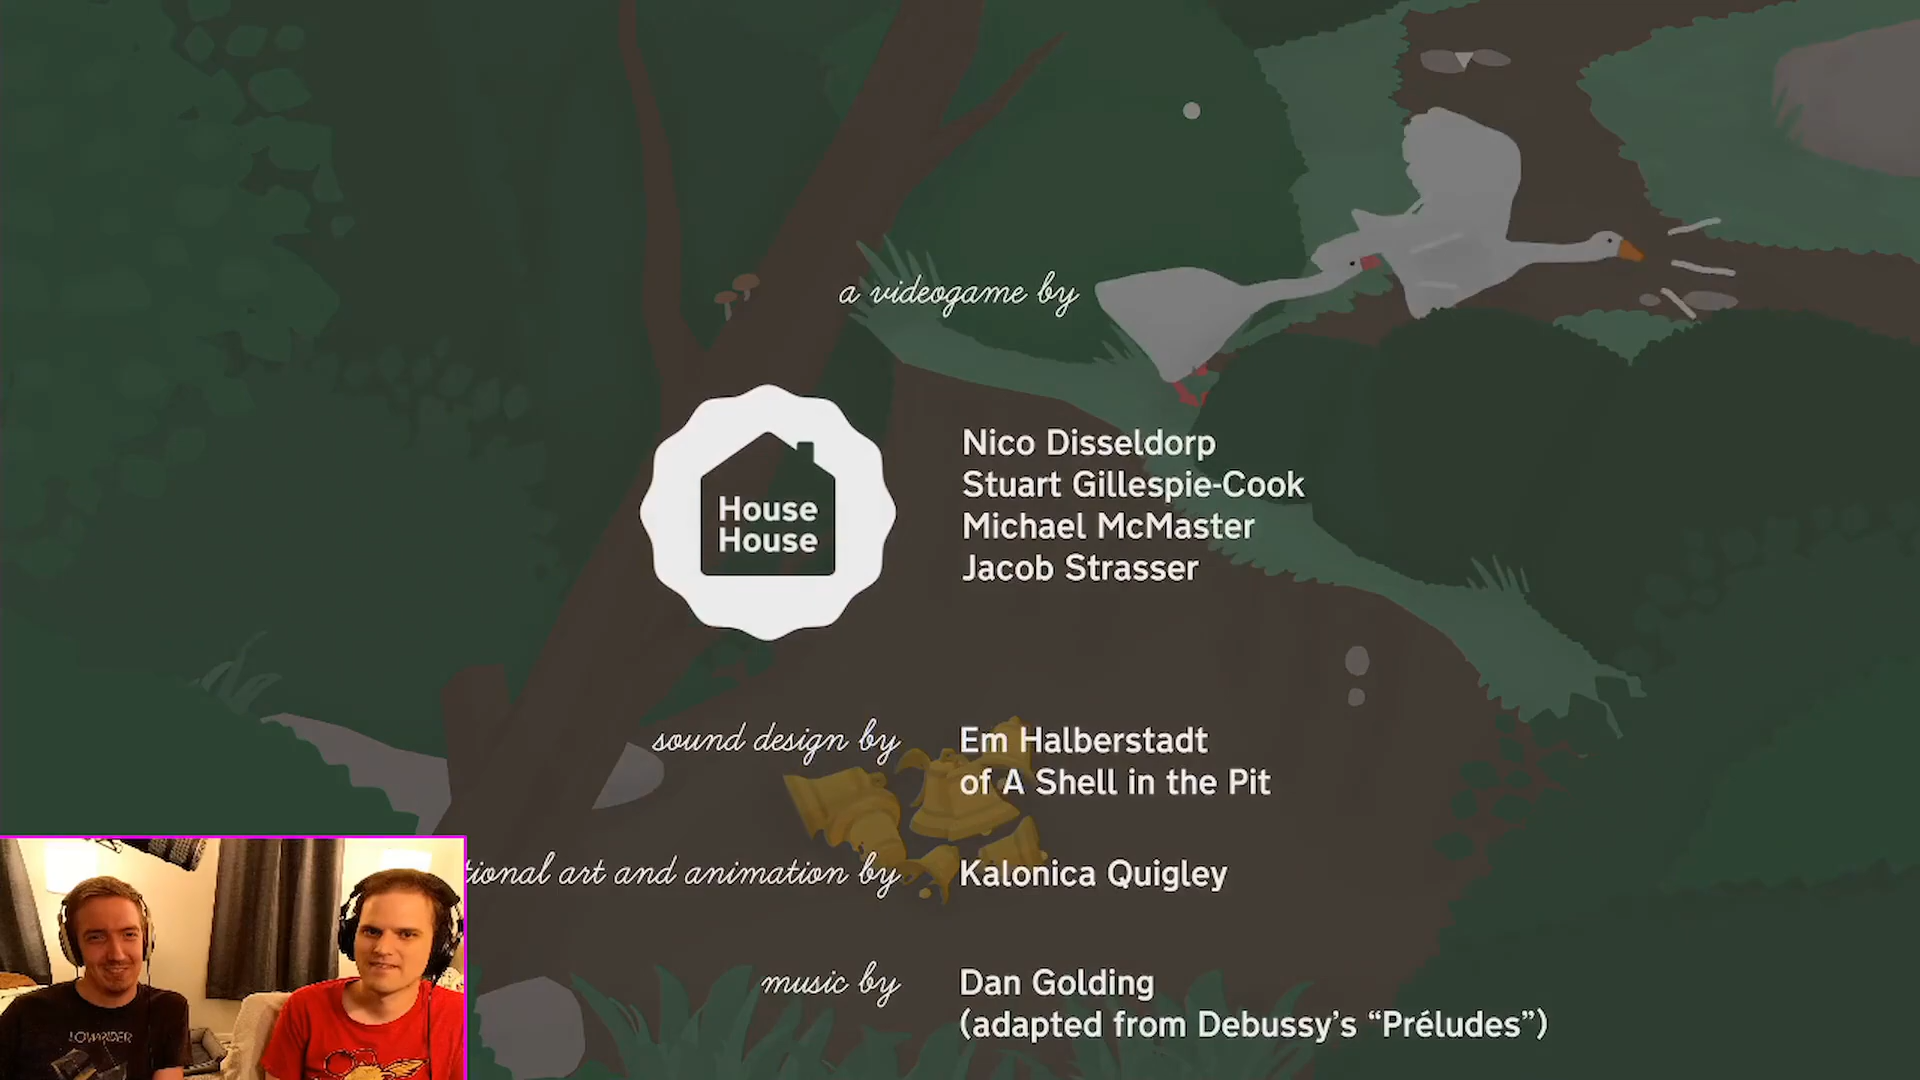 a videogame by
House
House
Nico Disseldorp
Stuart Gillespie-Cook
Michael McMaster
Jacob Strasser
sound design by
Em Halberstadt
of A Shell in the Pit
art and animation by
Kalonica Quigley
music by
Dan Golding
(adapted from Debussy’s “Préludes”)
LOWRIDER